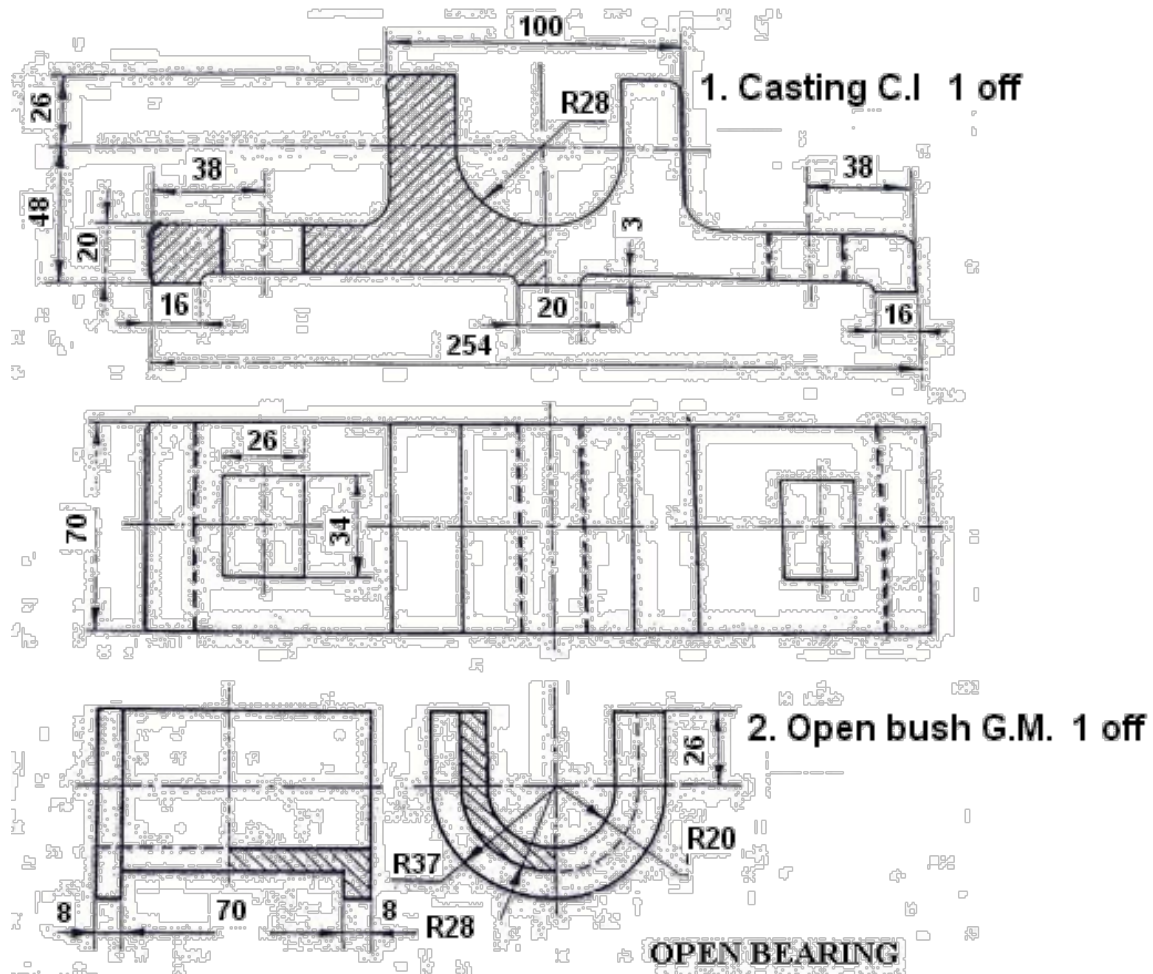 100
1. Casting C.I 1 off
R28
26
38
38
48
20
3
16
20
16
254
26
70
34
2. Open bush G.M. 1 off
26
R20
R37
8
70
8
R28
OPEN BEARING